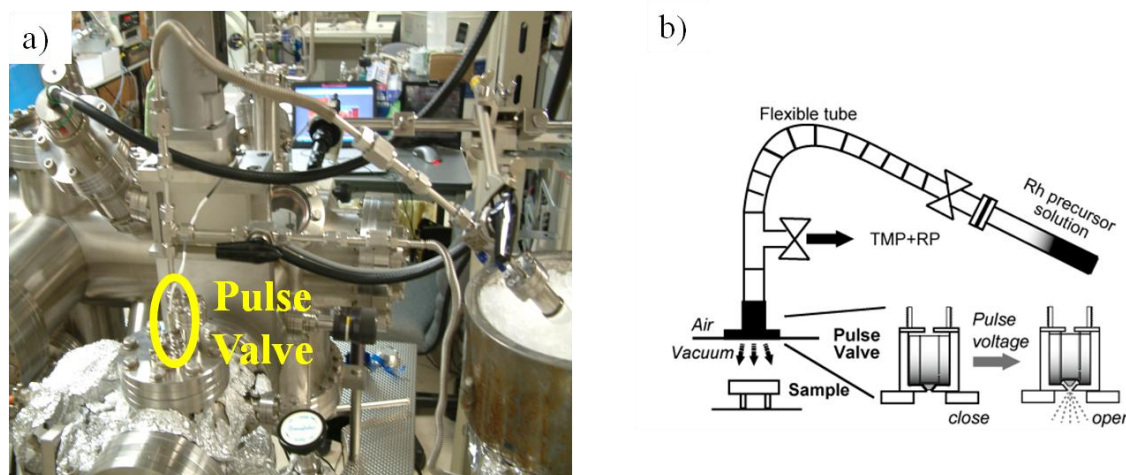 a)
Pulse
Valve
b)
Flexible tube
Rh precursor
solution
TMP+RP
Air
Vacuum
Pulse
Valve
Sample
Pulse
voltage
close
open